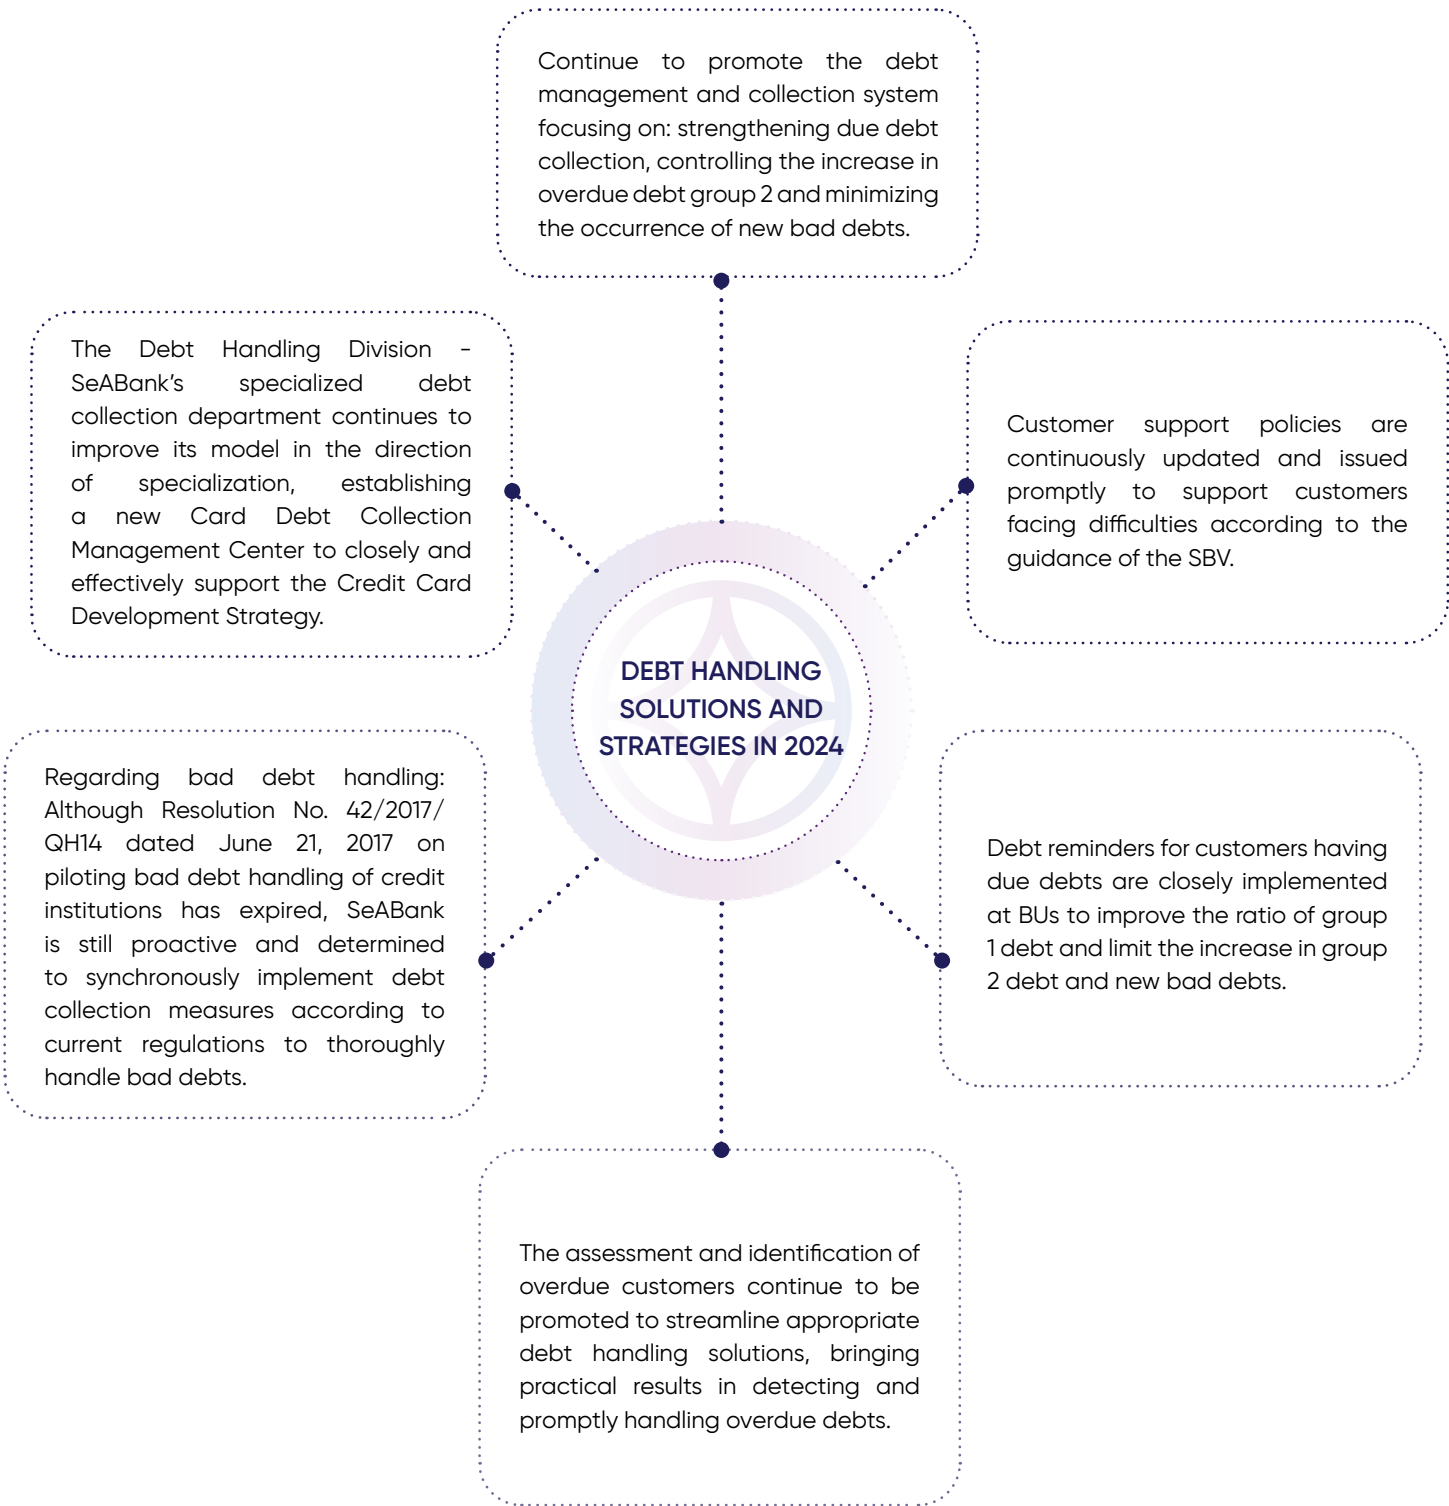 Continue to promote the debt
management and collection system
focusing on: strengthening due debt
collection, controlling the increase in
overdue debt group 2 and minimizing
the occurrence of new bad debts.
The Debt Handling Division -
SeABank’s specialized debt
collection department continues to
improve its model in the direction
of specialization, establishing
a new Card Debt Collection
Management Center to closely and
effectively support the Credit Card
Development Strategy.
Customer support policies are
continuously updated and issued
promptly to support customers
facing difficulties according to the
guidance of the SBV.
DEBT HANDLING
SOLUTIONS AND
STRATEGIES IN 2024
Regarding bad debt handling:
Although Resolution No. 42/2017/
QH14 dated June 21, 2017 on
piloting bad debt handling of credit
institutions has expired, SeABank
is still proactive and determined
to synchronously implement debt
collection measures according to
current regulations to thoroughly
handle bad debts.
Debt reminders for customers having
due debts are closely implemented
at BUs to improve the ratio of group
1 debt and limit the increase in group
2 debt and new bad debts.
The assessment and identification of
overdue customers continue to be
promoted to streamline appropriate
debt handling solutions, bringing
practical results in detecting and
promptly handling overdue debts.